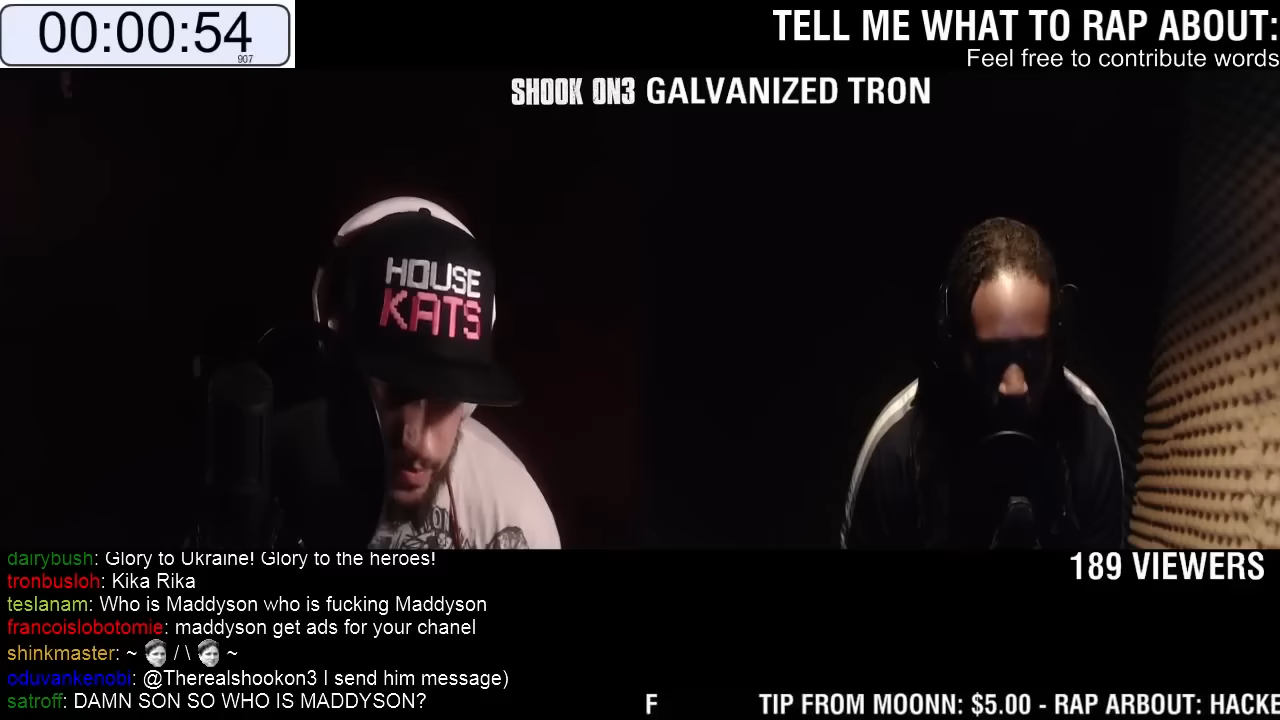 00:00:54
907
TELL ME WHAT TO RAP ABOUT:
Feel free to contribute words
SHOOK ON3 GALVANIZED TRON
HOUSE
KATS
dairybush: Glory to Ukraine! Glory to the heroes!
tronbusloh: Kika Rika
teslanam: Who is Maddyson who is fucking Maddyson
francoislobotomie: maddyson get ads for your chanel
shinkmaster: ~ / \ ~
oduvankenobi: @Therealshookon3 I send him message)
satroff: DAMN SON SO WHO IS MADDYSON?
189 VIEWERS
F TIP FROM MOONN: $5.00 - RAP ARBOUT: HACKE